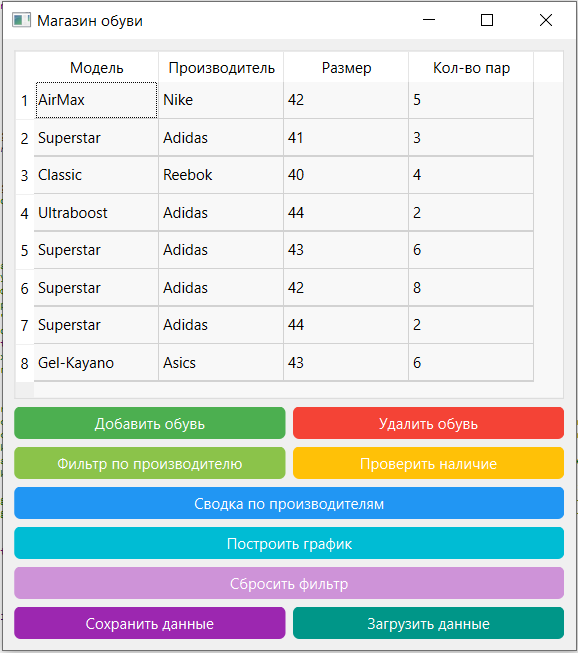 Магазин обуви
Модель Производитель Размер Кол-во пар
1 AirMax Nike 42 5
2 Superstar Adidas 41 3
3 Classic Reebok 40 4
4 Ultraboost Adidas 44 2
5 Superstar Adidas 43 6
6 Superstar Adidas 42 8
7 Superstar Adidas 44 2
8 Gel-Kayano Asics 43 6
Добавить обувь Удалить обувь
Фильтр по производителю Проверить наличие
Сводка по производителям
Построить график
Сбросить фильтр
Сохранить данные Загрузить данные